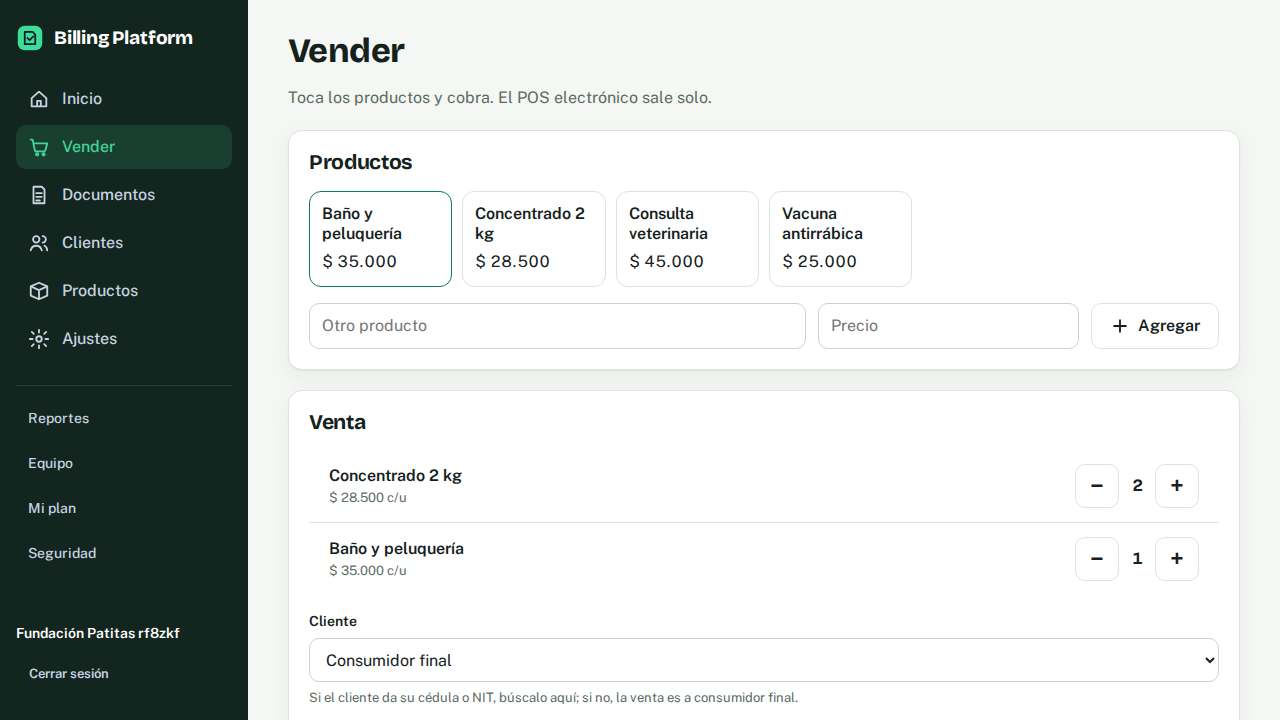 Billing Platform
Inicio
Vender
Documentos
Clientes
Productos
Ajustes
Reportes
Equipo
Mi plan
Seguridad
Fundación Patitas rf8zkf
Cerrar sesión
Vender
Toca los productos y cobra. El POS electrónico sale solo.
Productos
Baño y
peluquería
$ 35.000
Concentrado 2
kg
$ 28.500
Consulta
veterinaria
$ 45.000
Vacuna
antirrábica
$ 25.000
Otro producto
Precio
+ Agregar
Venta
Concentrado 2 kg
$ 28.500 c/u
− 2 +
Baño y peluquería
$ 35.000 c/u
− 1 +
Cliente
Consumidor final
Si el cliente da su cédula o NIT, búscalo aquí; si no, la venta es a consumidor final.